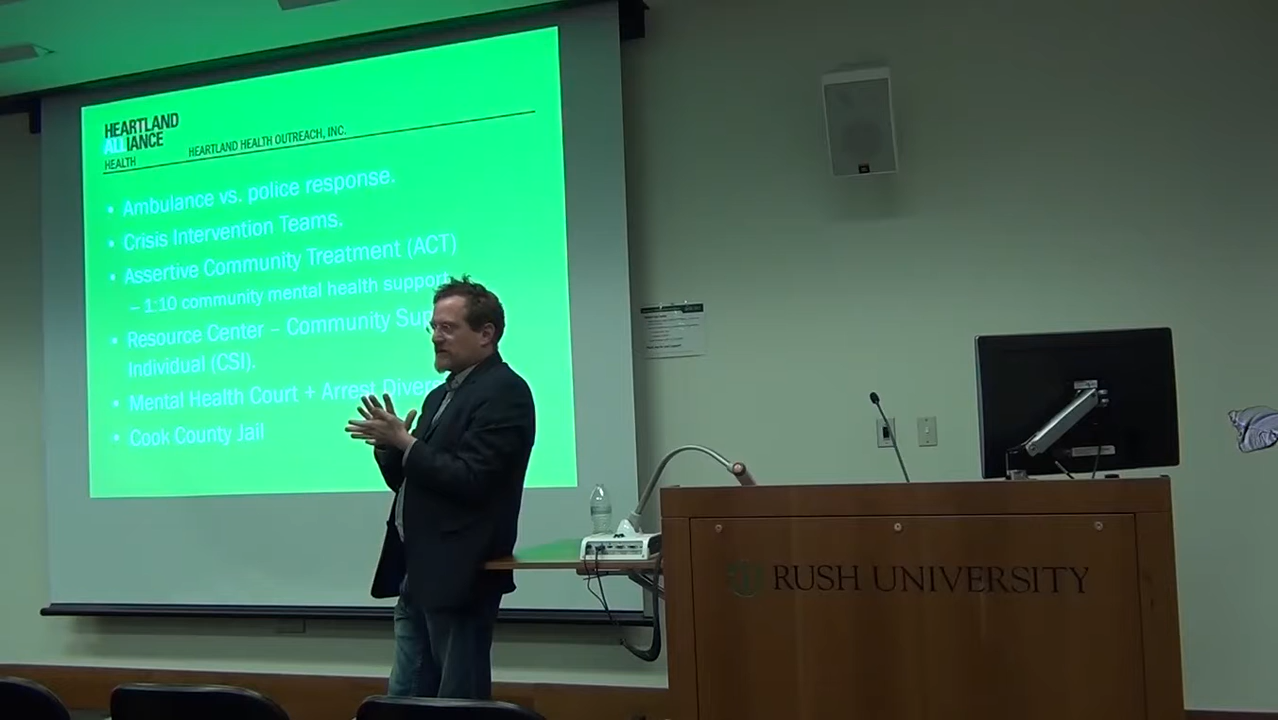 HEARTLAND
ALLIANCE
HEALTH
HEARTLAND HEALTH OUTREACH, INC.
• Ambulance vs. police response.
• Crisis Intervention Teams.
• Assertive Community Treatment (ACT)
– 1:10 community mental health support
• Resource Center – Community Su
Individual (CSI).
• Mental Health Court + Arrest Diver
• Cook County Jail
RUSH UNIVERSITY